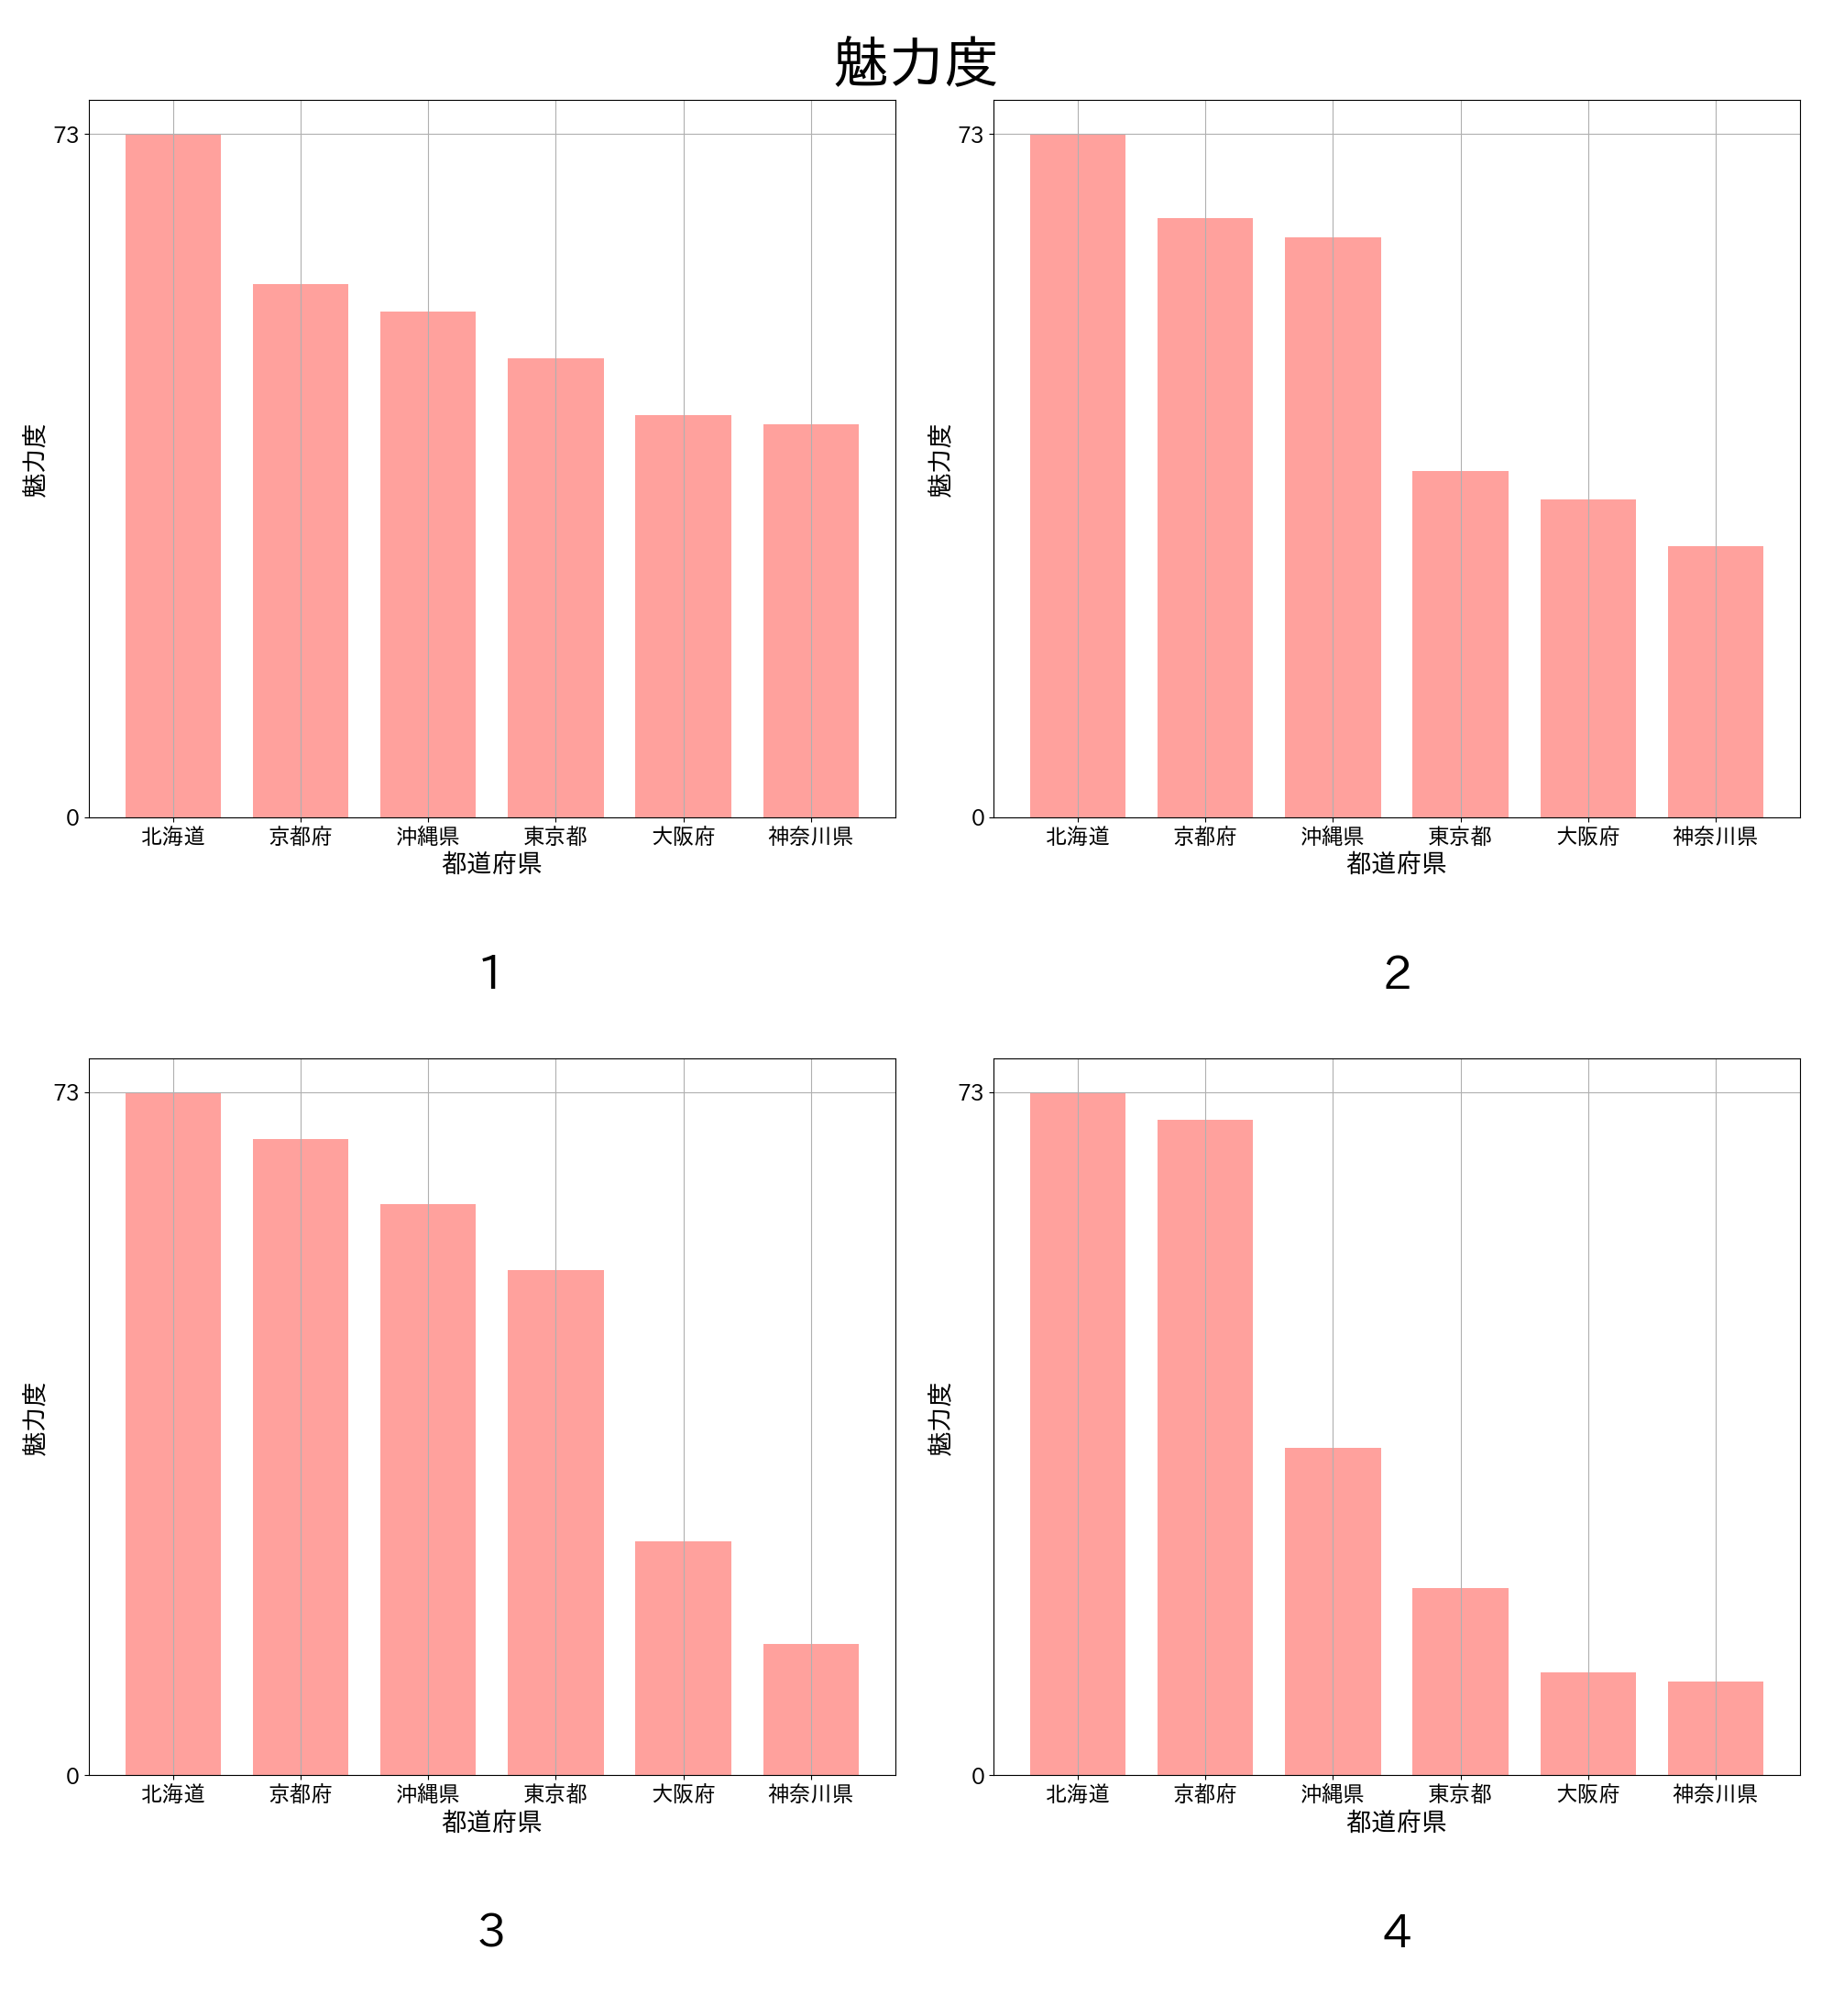 魅力度
73
0
魅力度
北海道 京都府 沖縄県 東京都 大阪府 神奈川県
都道府県
1
73
0
魅力度
北海道 京都府 沖縄県 東京都 大阪府 神奈川県
都道府県
2
73
0
魅力度
北海道 京都府 沖縄県 東京都 大阪府 神奈川県
都道府県
3
73
0
魅力度
北海道 京都府 沖縄県 東京都 大阪府 神奈川県
都道府県
4